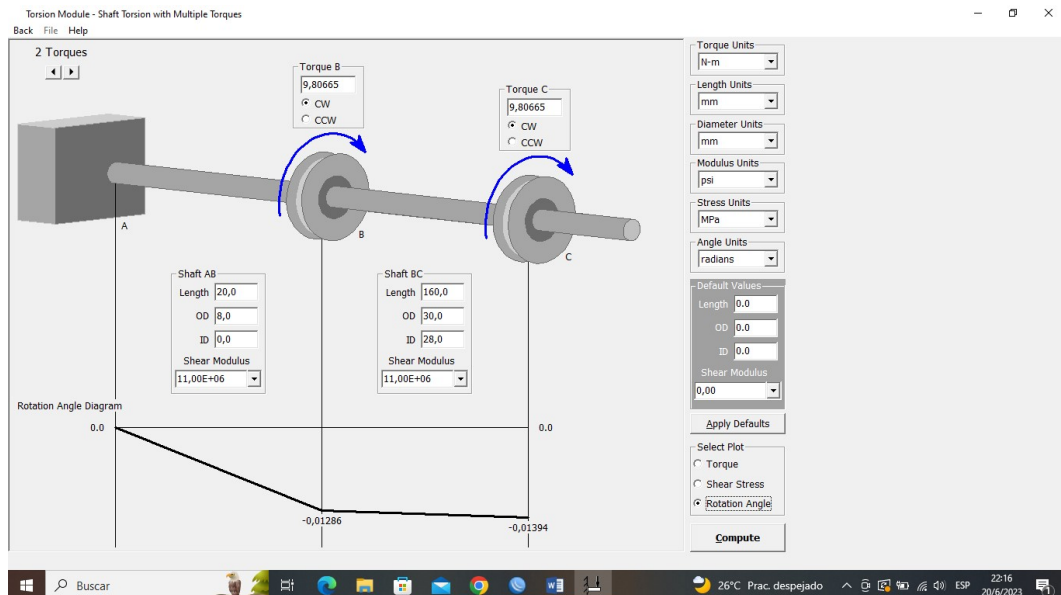 Torsion Module - Shaft Torsion with Multiple Torques
Back File Help
2 Torques
Torque B
9,80665
CW
CCW
Torque C
9,80665
CW
CCW
A
B
C
Shaft AB
Length 20,0
OD 8,0
ID 0,0
Shear Modulus
11,00E+06
Shaft BC
Length 160,0
OD 30,0
ID 28,0
Shear Modulus
11,00E+06
Rotation Angle Diagram
0.0
0.0
-0,01286
-0,01394
Torque Units
N-m
Length Units
mm
Diameter Units
mm
Modulus Units
psi
Stress Units
MPa
Angle Units
radians
Default Values
Length 0.0
OD 0.0
ID 0.0
Shear Modulus
0,00
Apply Defaults
Select Plot
Torque
Shear Stress
Rotation Angle
Compute
Buscar
26°C Prac. despejado
ESP
22:16
20/6/2023